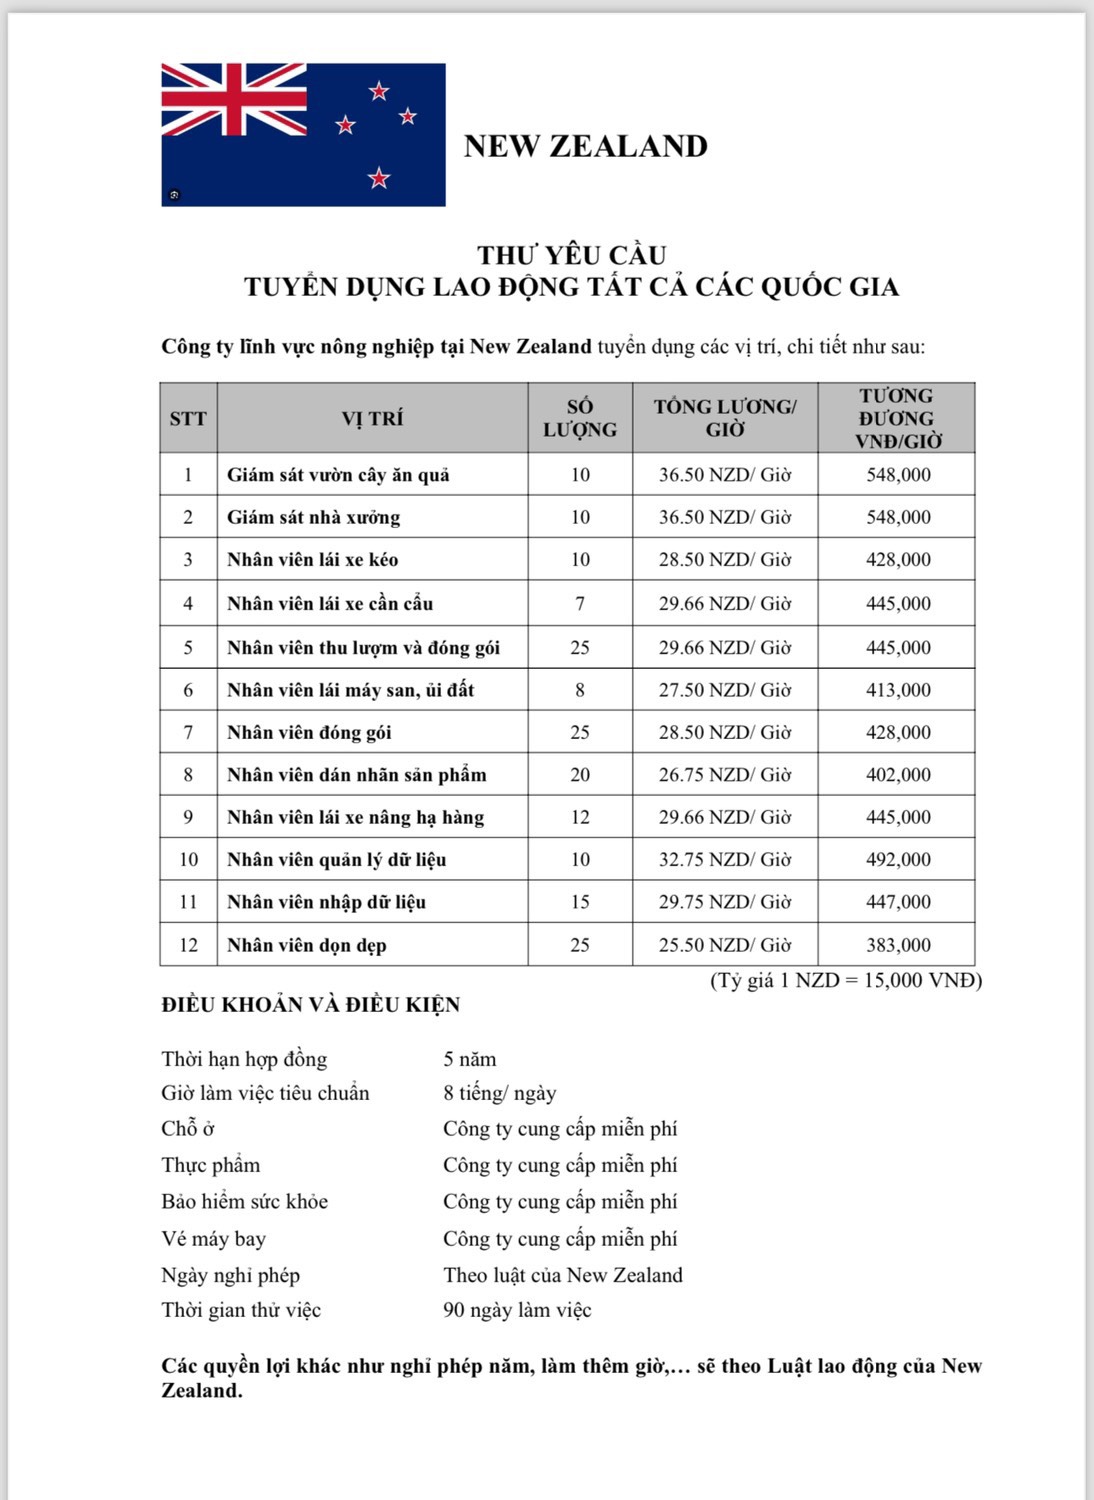 NEW ZEALAND
THƯ YÊU CẦU
TUYỂN DỤNG LAO ĐỘNG TẤT CẢ CÁC QUỐC GIA
Công ty lĩnh vực nông nghiệp tại New Zealand tuyển dụng các vị trí, chi tiết như sau:
STT VỊ TRÍ SỐ LƯỢNG TỔNG LƯƠNG/ GIỜ TƯƠNG ĐƯƠNG VNĐ/GIỜ
1 Giám sát vườn cây ăn quả 10 36.50 NZD/ Giờ 548,000
2 Giám sát nhà xưởng 10 36.50 NZD/ Giờ 548,000
3 Nhân viên lái xe kéo 10 28.50 NZD/ Giờ 428,000
4 Nhân viên lái xe cần cẩu 7 29.66 NZD/ Giờ 445,000
5 Nhân viên thu lượm và đóng gói 25 29.66 NZD/ Giờ 445,000
6 Nhân viên lái máy san, ủi đất 8 27.50 NZD/ Giờ 413,000
7 Nhân viên đóng gói 25 28.50 NZD/ Giờ 428,000
8 Nhân viên dán nhãn sản phẩm 20 26.75 NZD/ Giờ 402,000
9 Nhân viên lái xe nâng hạ hàng 12 29.66 NZD/ Giờ 445,000
10 Nhân viên quản lý dữ liệu 10 32.75 NZD/ Giờ 492,000
11 Nhân viên nhập dữ liệu 15 29.75 NZD/ Giờ 447,000
12 Nhân viên dọn dẹp 25 25.50 NZD/ Giờ 383,000
(Tỷ giá 1 NZD = 15,000 VNĐ)
ĐIỀU KHOẢN VÀ ĐIỀU KIỆN
Thời hạn hợp đồng 5 năm
Giờ làm việc tiêu chuẩn 8 tiếng/ ngày
Chỗ ở Công ty cung cấp miễn phí
Thực phẩm Công ty cung cấp miễn phí
Bảo hiểm sức khỏe Công ty cung cấp miễn phí
Vé máy bay Công ty cung cấp miễn phí
Ngày nghỉ phép Theo luật của New Zealand
Thời gian thử việc 90 ngày làm việc
Các quyền lợi khác như nghỉ phép năm, làm thêm giờ,… sẽ theo Luật lao động của New
Zealand.